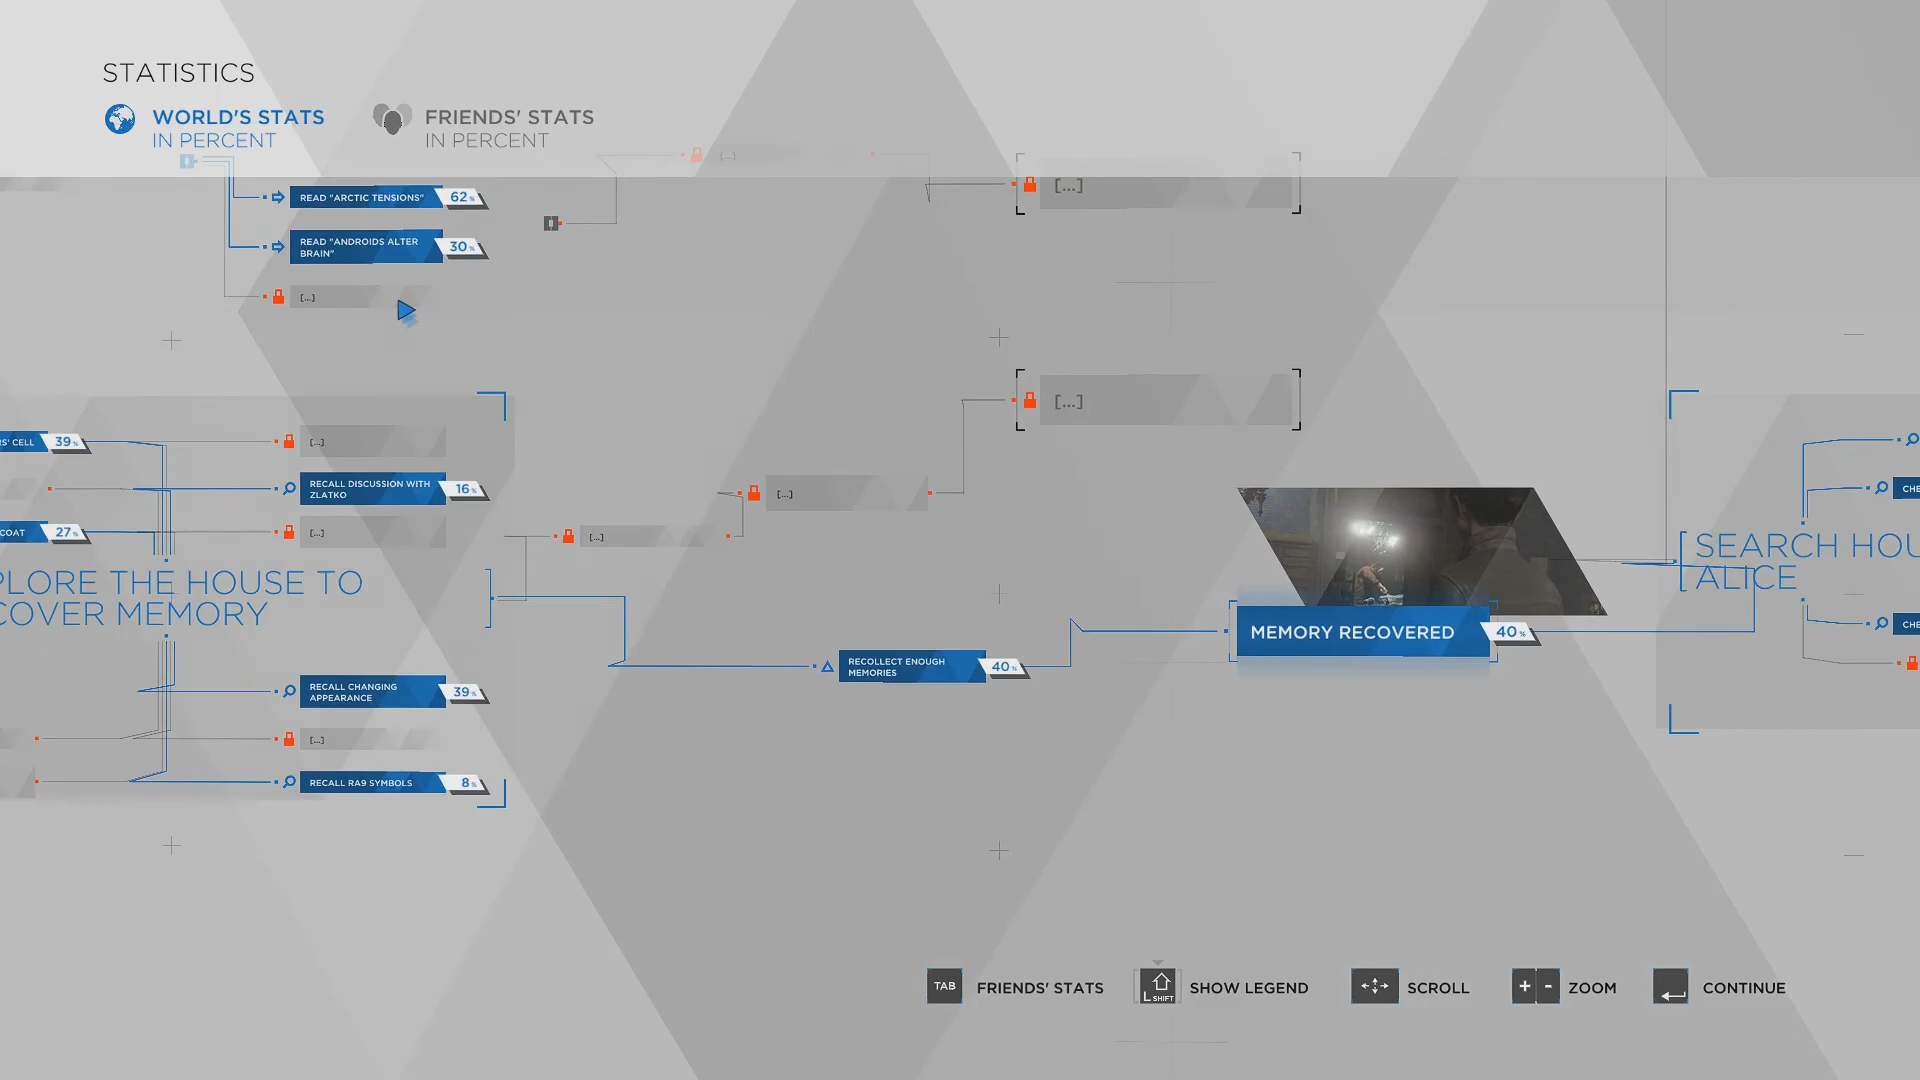 STATISTICS
WORLD'S STATS
IN PERCENT
FRIENDS' STATS
IN PERCENT
[...]
READ "ARCTIC TENSIONS"
62%
[...]
READ "ANDROIDS ALTER
BRAIN"
30%
[...]
[...]
S' CELL
39%
[...]
RECALL DISCUSSION WITH
ZLATKO
16%
[...]
COAT
27%
[...]
[...]
PLORE THE HOUSE TO
COVER MEMORY
SEARCH HOU
ALICE
CHE
CHE
MEMORY RECOVERED
40%
RECOLLECT ENOUGH
MEMORIES
40%
RECALL CHANGING
APPEARANCE
39%
[...]
RECALL RA9 SYMBOLS
8%
TAB
FRIENDS' STATS
L SHIFT
SHOW LEGEND
SCROLL
+ -
ZOOM
CONTINUE